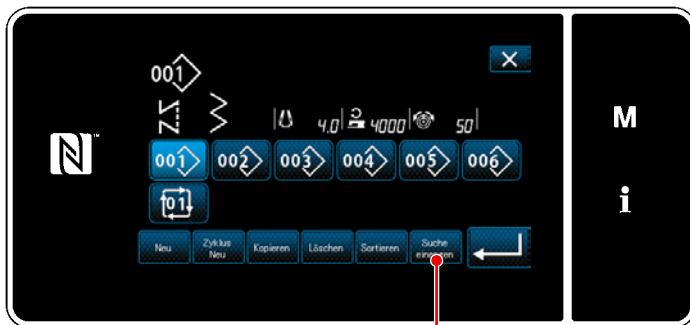 001
4.0 4000 50
001 002 003 004 005 006
01
Neu Zyklus Neu Kopieren Löschen Sortieren Suche
M
i